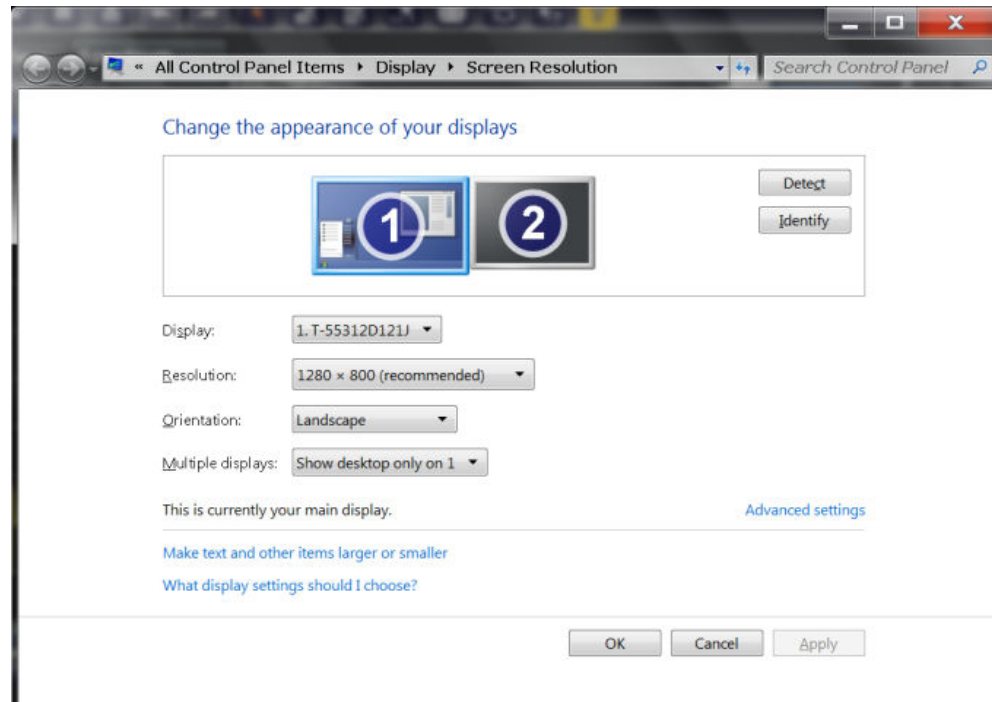 « All Control Panel Items Display Screen Resolution Search Control Panel
Change the appearance of your displays
1 2
Detect
Identify
Display: 1. T-55312D121J
Resolution: 1280 × 800 (recommended)
Orientation: Landscape
Multiple displays: Show desktop only on 1
This is currently your main display. Advanced settings
Make text and other items larger or smaller
What display settings should I choose?
OK Cancel Apply